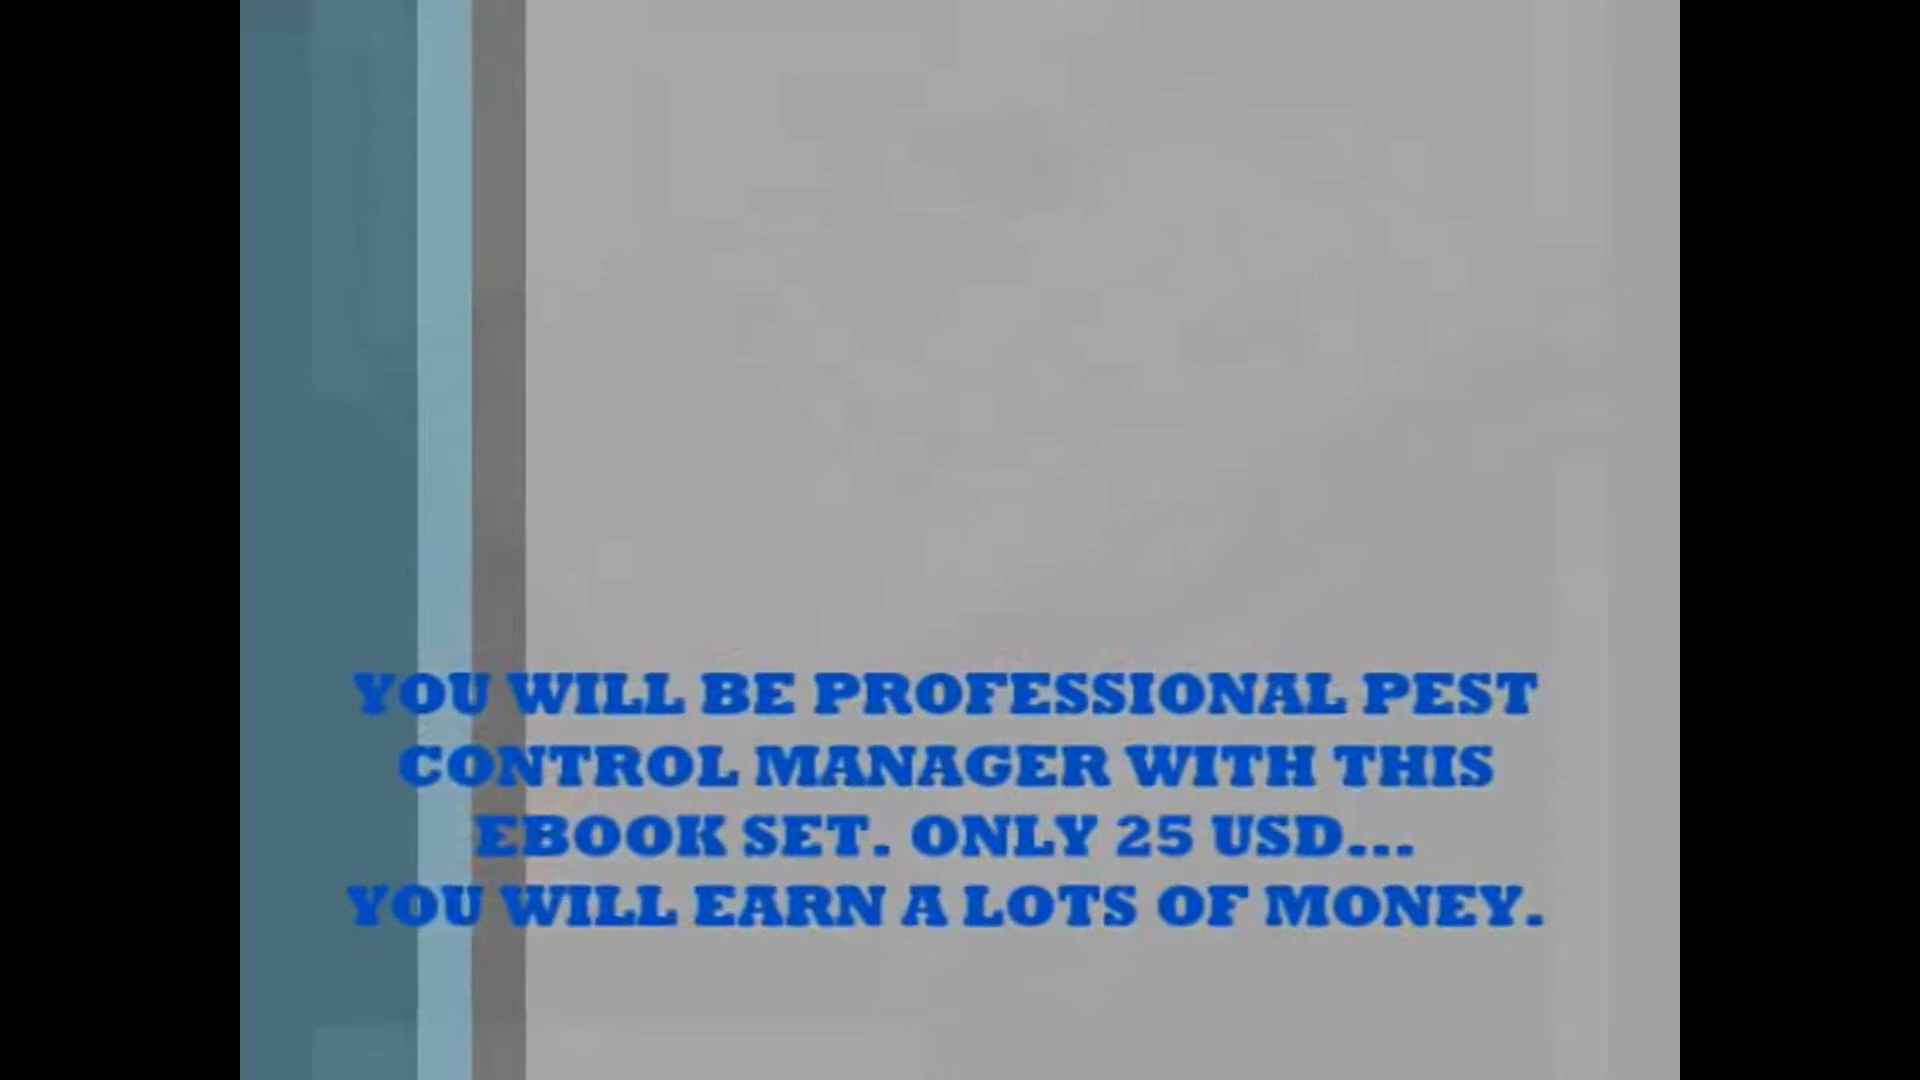 YOU WILL BE PROFESSIONAL PEST
CONTROL MANAGER WITH THIS
EBOOK SET. ONLY 25 USD...
YOU WILL EARN A LOTS OF MONEY.